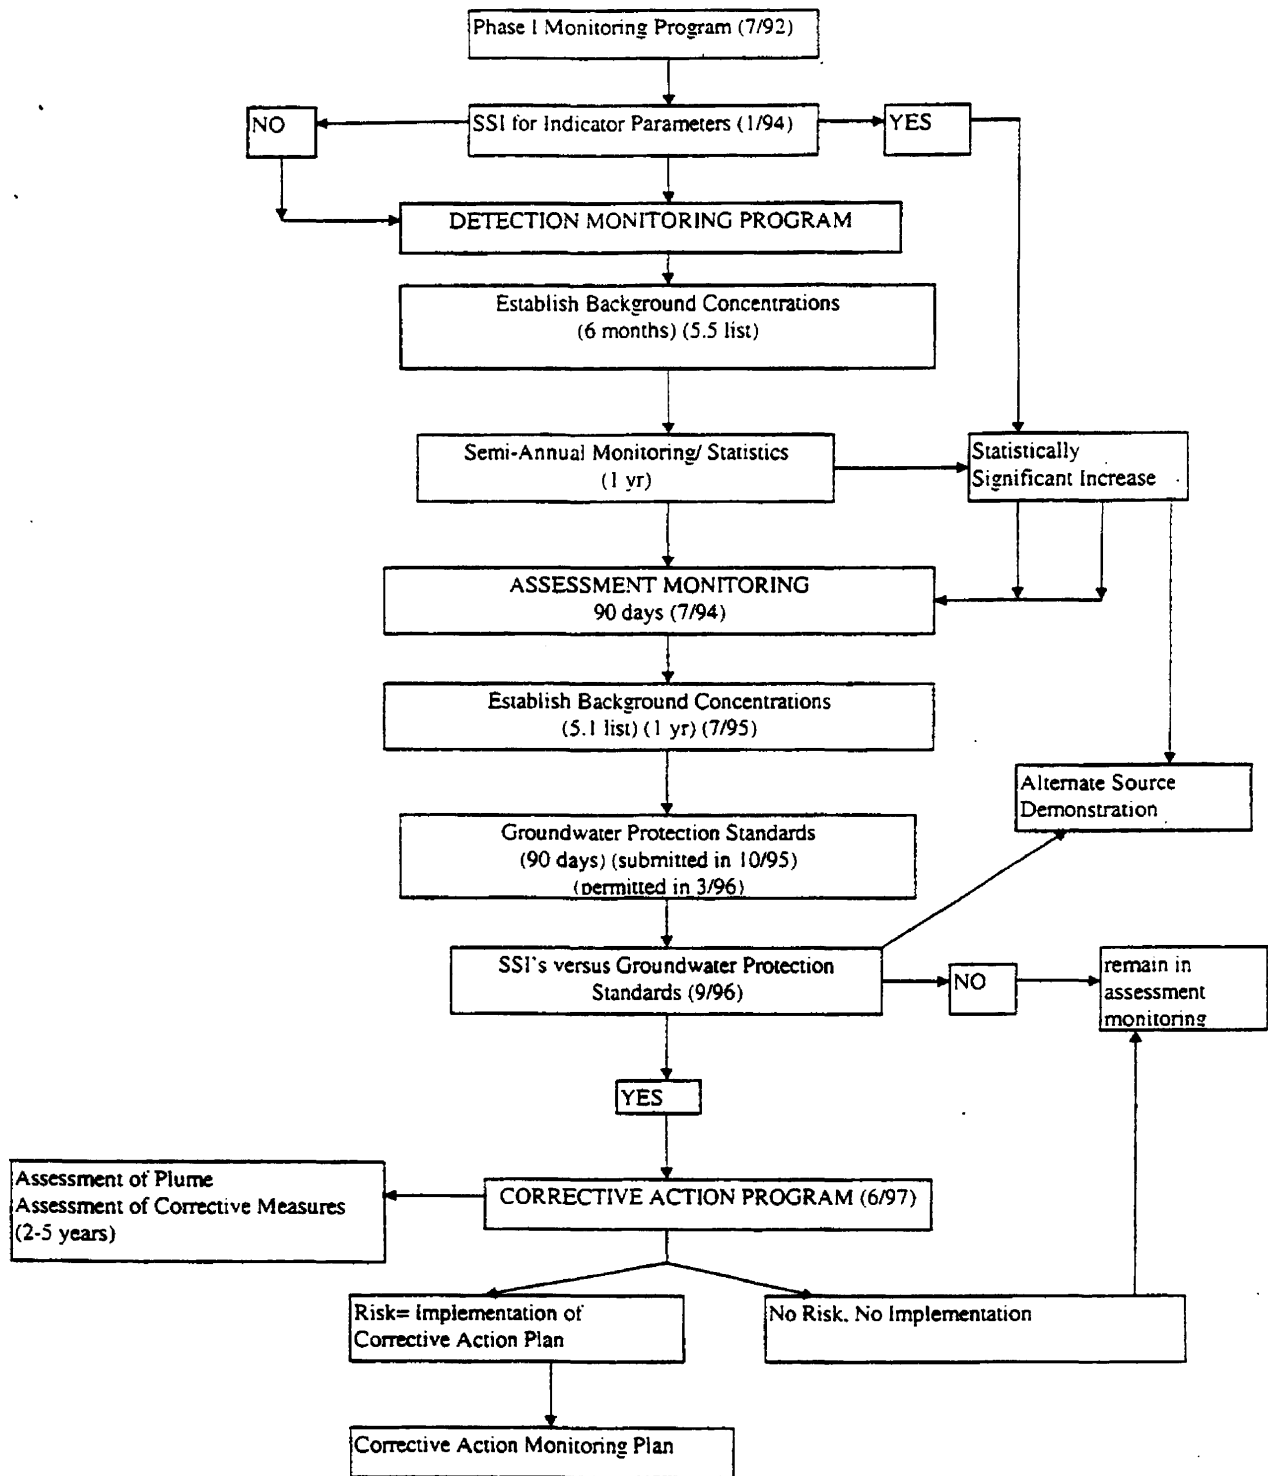 Phase I Monitoring Program (7/92)
NO
SSI for Indicator Parameters (1/94)
YES
DETECTION MONITORING PROGRAM
Establish Background Concentrations
(6 months) (5.5 list)
Semi-Annual Monitoring/ Statistics
(1 yr)
Statistically
Significant Increase
ASSESSMENT MONITORING
90 days (7/94)
Establish Background Concentrations
(5.1 list) (1 yr) (7/95)
Alternate Source
Demonstration
Groundwater Protection Standards
(90 days) (submitted in 10/95)
(permitted in 3/96)
SSI's versus Groundwater Protection
Standards (9/96)
NO
remain in
assessment
monitoring
YES
Assessment of Plume
Assessment of Corrective Measures
(2-5 years)
CORRECTIVE ACTION PROGRAM (6/97)
Risk= Implementation of
Corrective Action Plan
No Risk. No Implementation
Corrective Action Monitoring Plan